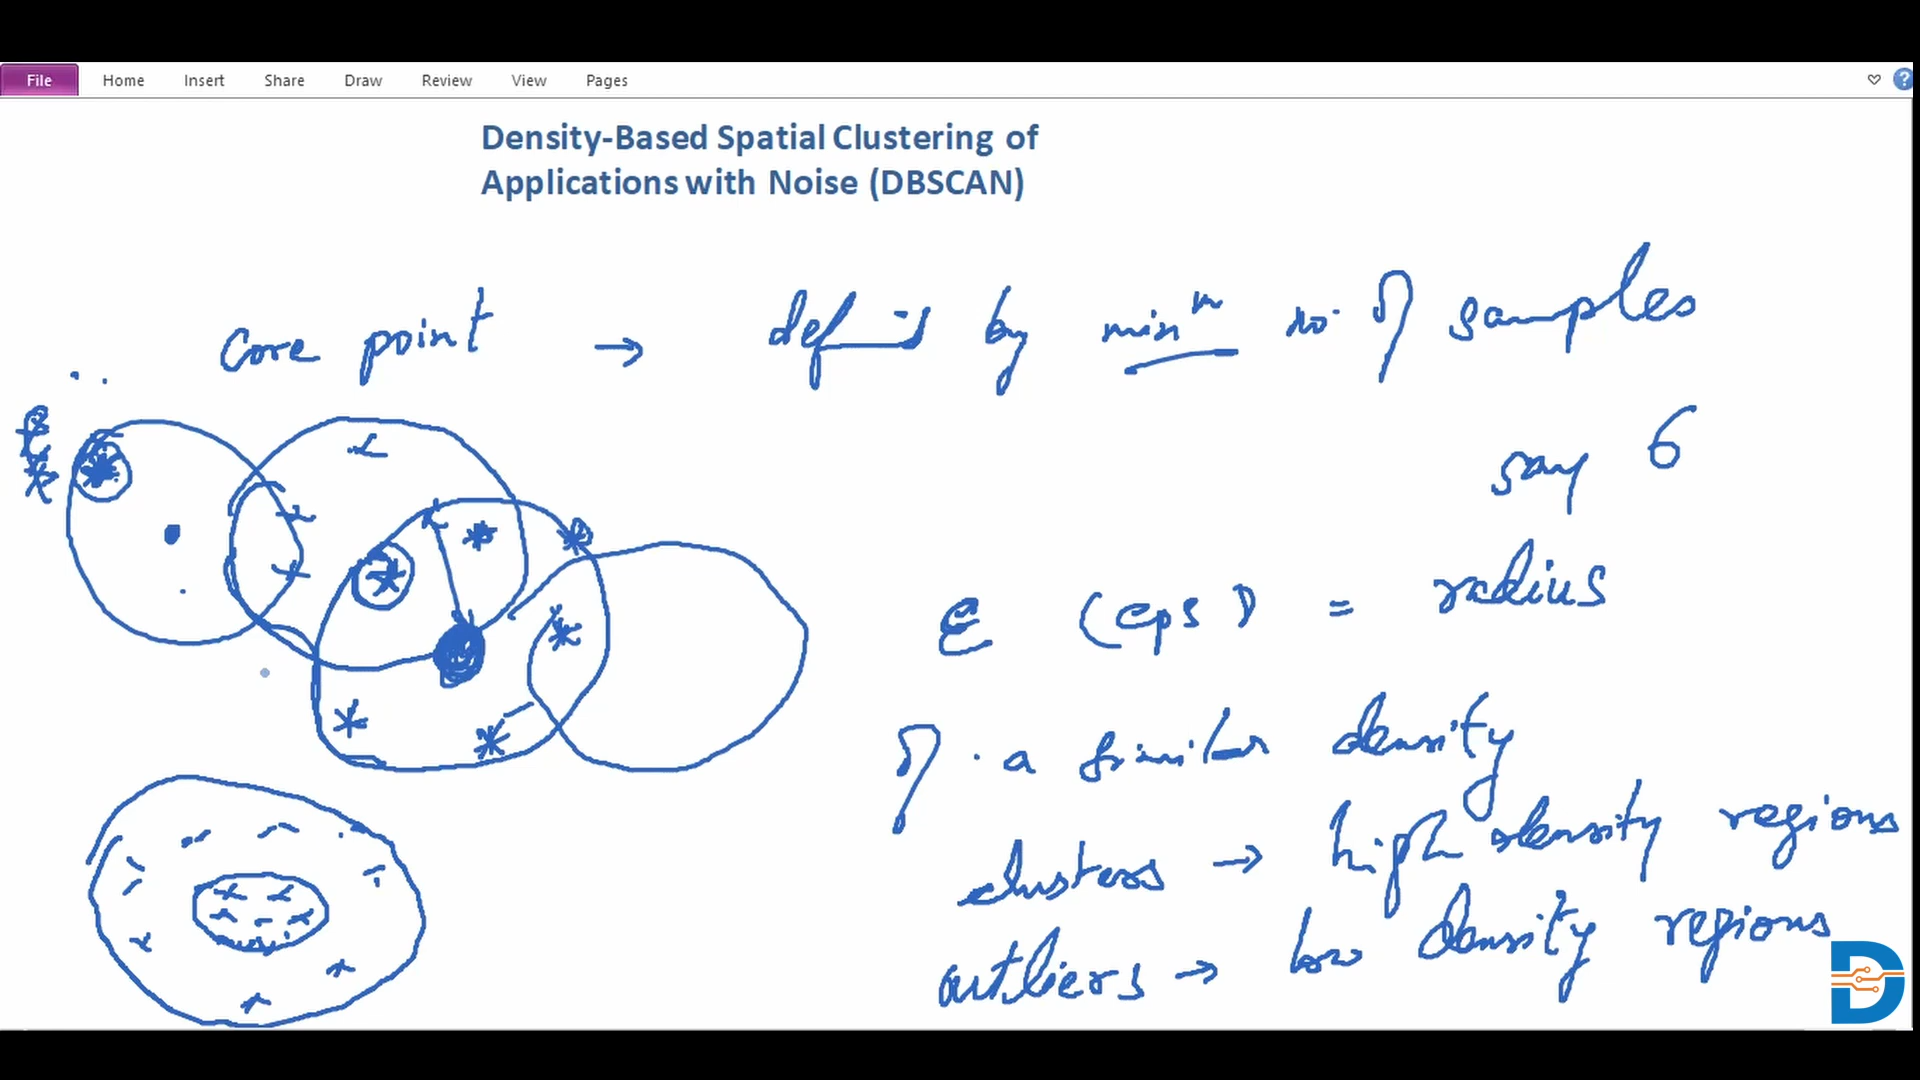 File Home Insert Share Draw Review View Pages
Density-Based Spatial Clustering of
Applications with Noise (DBSCAN)
core point → defined by minm no. of samples
say 6
ε (eps) = radius
of a similar density
clusters → high density regions
outliers → low density regions